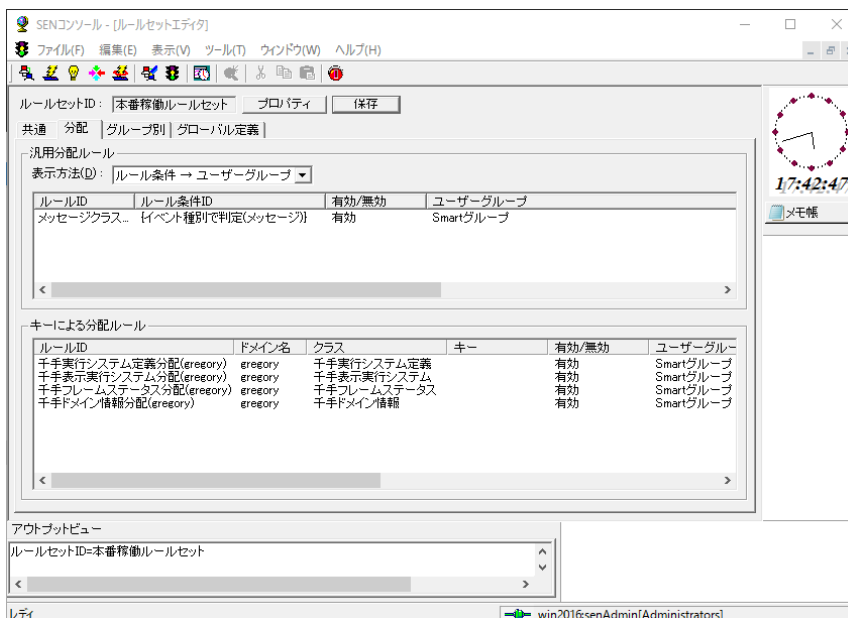 SENコンソール - [ルールセットエディタ]
ファイル(F) 編集(E) 表示(V) ツール(T) ウィンドウ(W) ヘルプ(H)
ルールセットID: 本番稼働ルールセット プロパティ 保存
共通 分配 グループ別 グローバル定義
汎用分配ルール
表示方法(D): ルール条件 → ユーザーグループ
ルールID ルール条件ID 有効/無効 ユーザーグループ
メッセージクラス... {イベント種別で判定(メッセージ)} 有効 Smartグループ
キーによる分配ルール
ルールID ドメイン名 クラス キー 有効/無効 ユーザーグルー
千手実行システム定義分配(gregory) gregory 千手実行システム定義 有効 Smartグループ
千手表示実行システム分配(gregory) gregory 千手表示実行システム 有効 Smartグループ
千手フレームステータス分配(gregory) gregory 千手フレームステータス 有効 Smartグループ
千手ドメイン情報分配(gregory) gregory 千手ドメイン情報 有効 Smartグループ
17:42:47
メモ帳
アウトプットビュー
ルールセットID=本番稼働ルールセット
レディ win2016:senAdmin[Administrators]